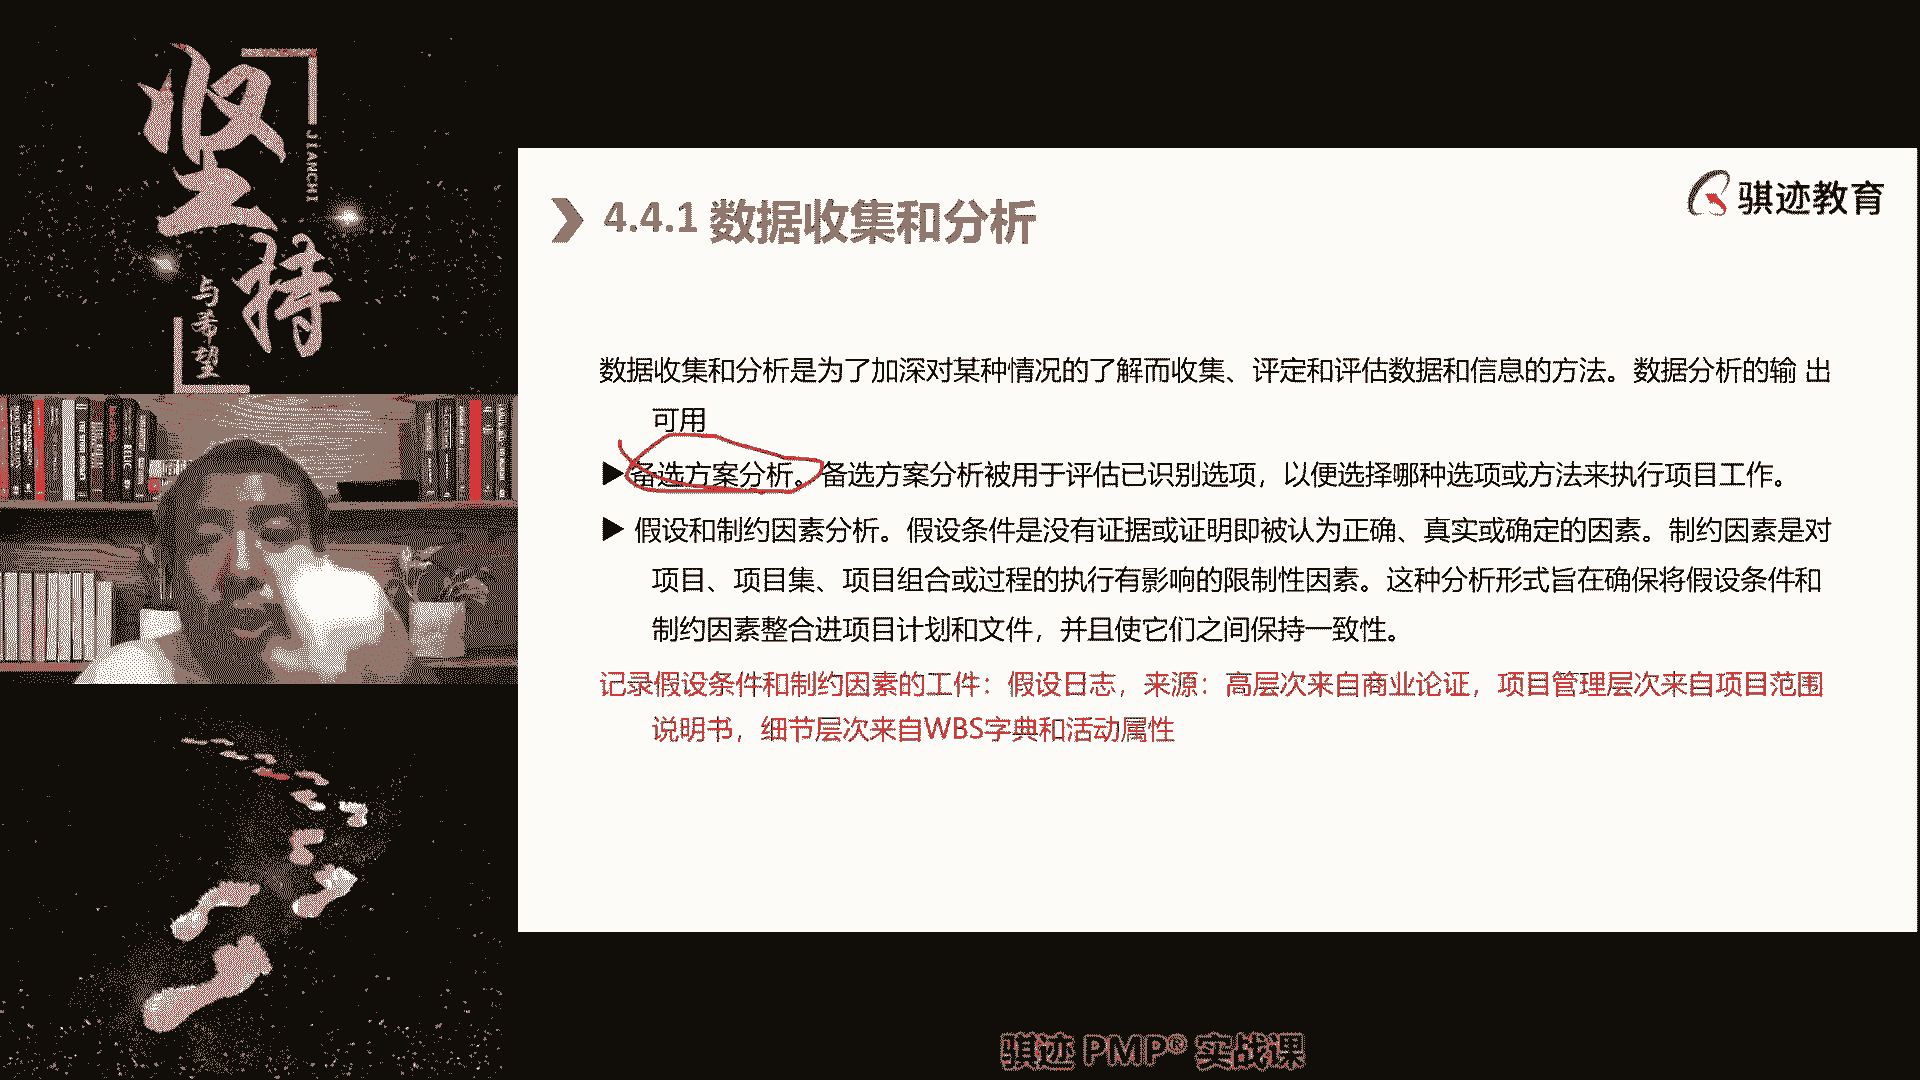 坚持
JIANCHI
与希望
骐迹教育
4.4.1 数据收集和分析
数据收集和分析是为了加深对某种情况的了解而收集、评定和评估数据和信息的方法。数据分析的输 出
可用
▶ 备选方案分析。备选方案分析被用于评估已识别选项，以便选择哪种选项或方法来执行项目工作。
▶ 假设和制约因素分析。假设条件是没有证据或证明即被认为正确、真实或确定的因素。制约因素是对
项目、项目集、项目组合或过程的执行有影响的限制性因素。这种分析形式旨在确保将假设条件和
制约因素整合进项目计划和文件，并且使它们之间保持一致性。
记录假设条件和制约因素的工件：假设日志，来源：高层次来自商业论证，项目管理层次来自项目范围
说明书，细节层次来自WBS字典和活动属性
骐迹 PMP® 实战课